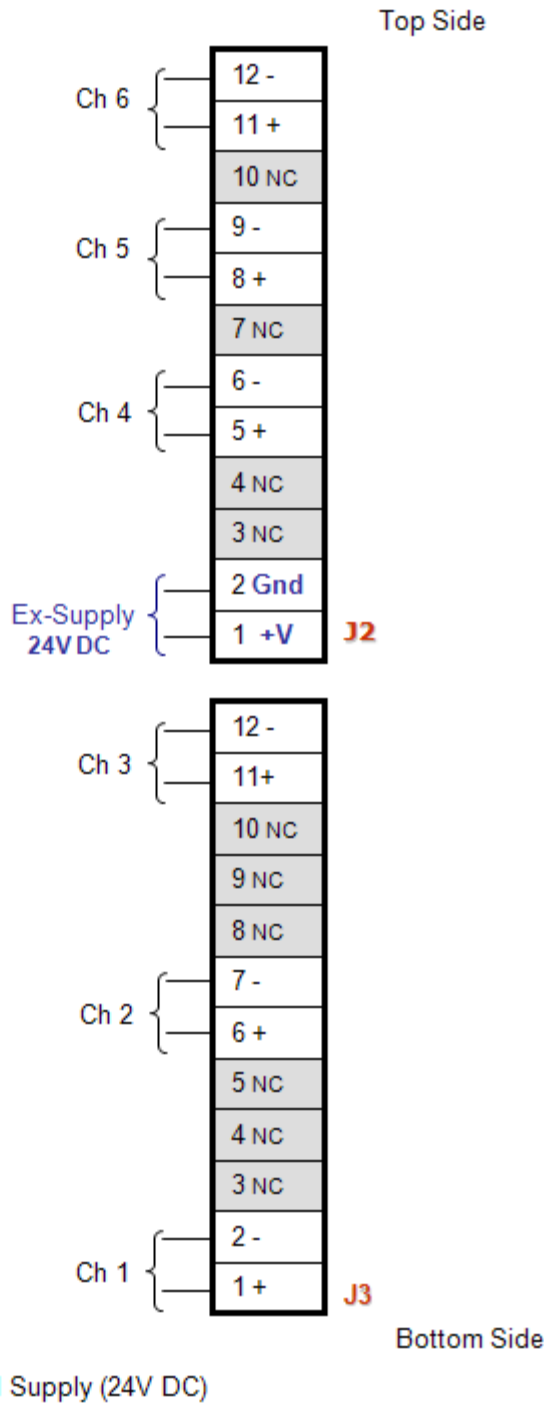 Top Side
12 -
Ch 6
11 +
10 NC
9 -
Ch 5
8 +
7 NC
6 -
Ch 4
5 +
4 NC
3 NC
2 Gnd
Ex-Supply
24V DC
1 +V
J2
12 -
Ch 3
11+
10 NC
9 NC
8 NC
7 -
Ch 2
6 +
5 NC
4 NC
3 NC
2 -
Ch 1
1 +
J3
Bottom Side
Supply (24V DC)